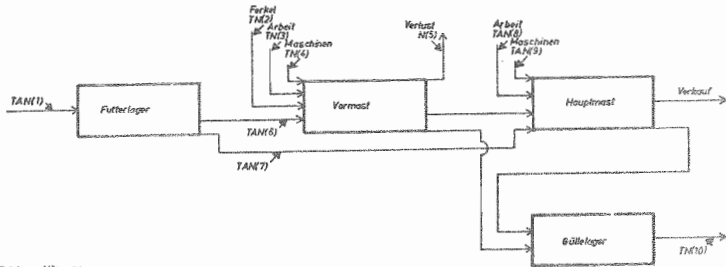 Ferkel
TN(2)
Arbeit
TN(3)
Maschinen
TN(4)
Verlust
N(5)
Arbeit
TAN(8)
Maschinen
TAN(9)
TAN(1)
Futterlager
Vormast
Hauptmast
Verkauf
TAN(6)
TAN(7)
Güllelager
TN(10)